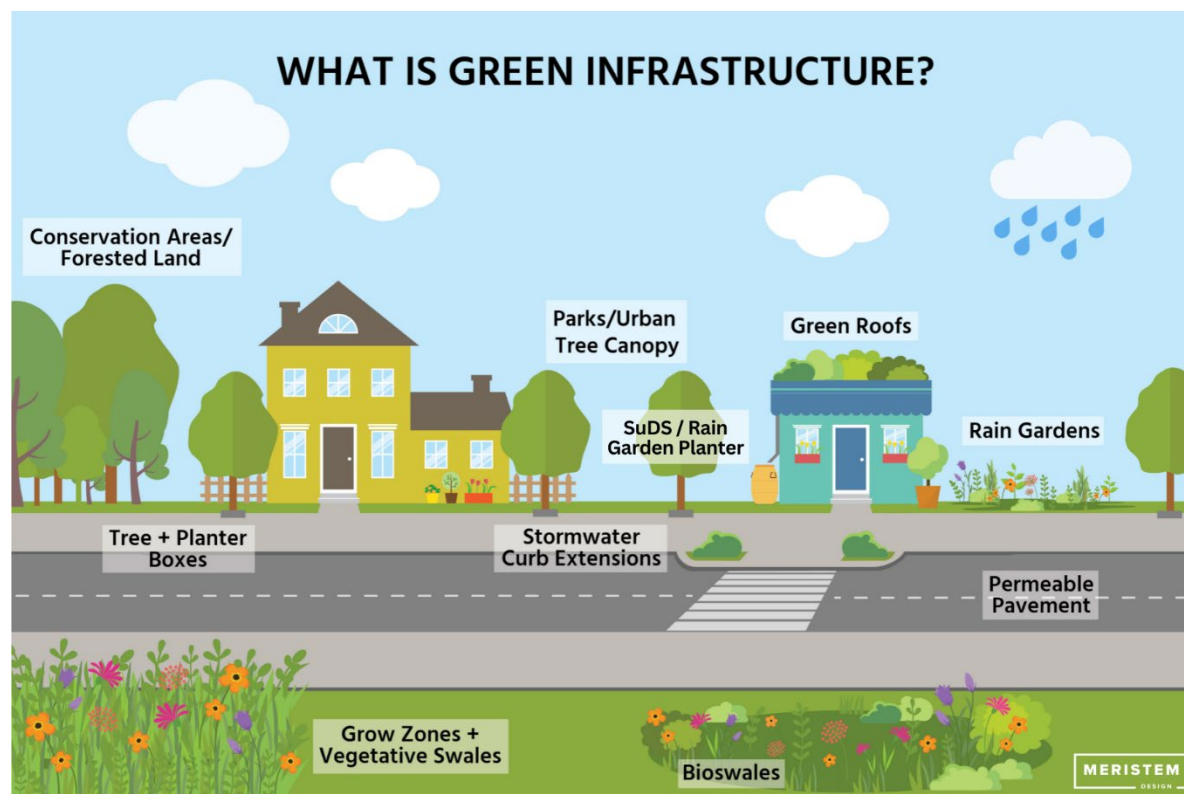 WHAT IS GREEN INFRASTRUCTURE?
Conservation Areas/
Forested Land
Parks/Urban
Tree Canopy
Green Roofs
SuDS / Rain
Garden Planter
Rain Gardens
Tree + Planter
Boxes
Stormwater
Curb Extensions
Permeable
Pavement
Grow Zones +
Vegetative Swales
Bioswales
MERISTEM
DESIGN